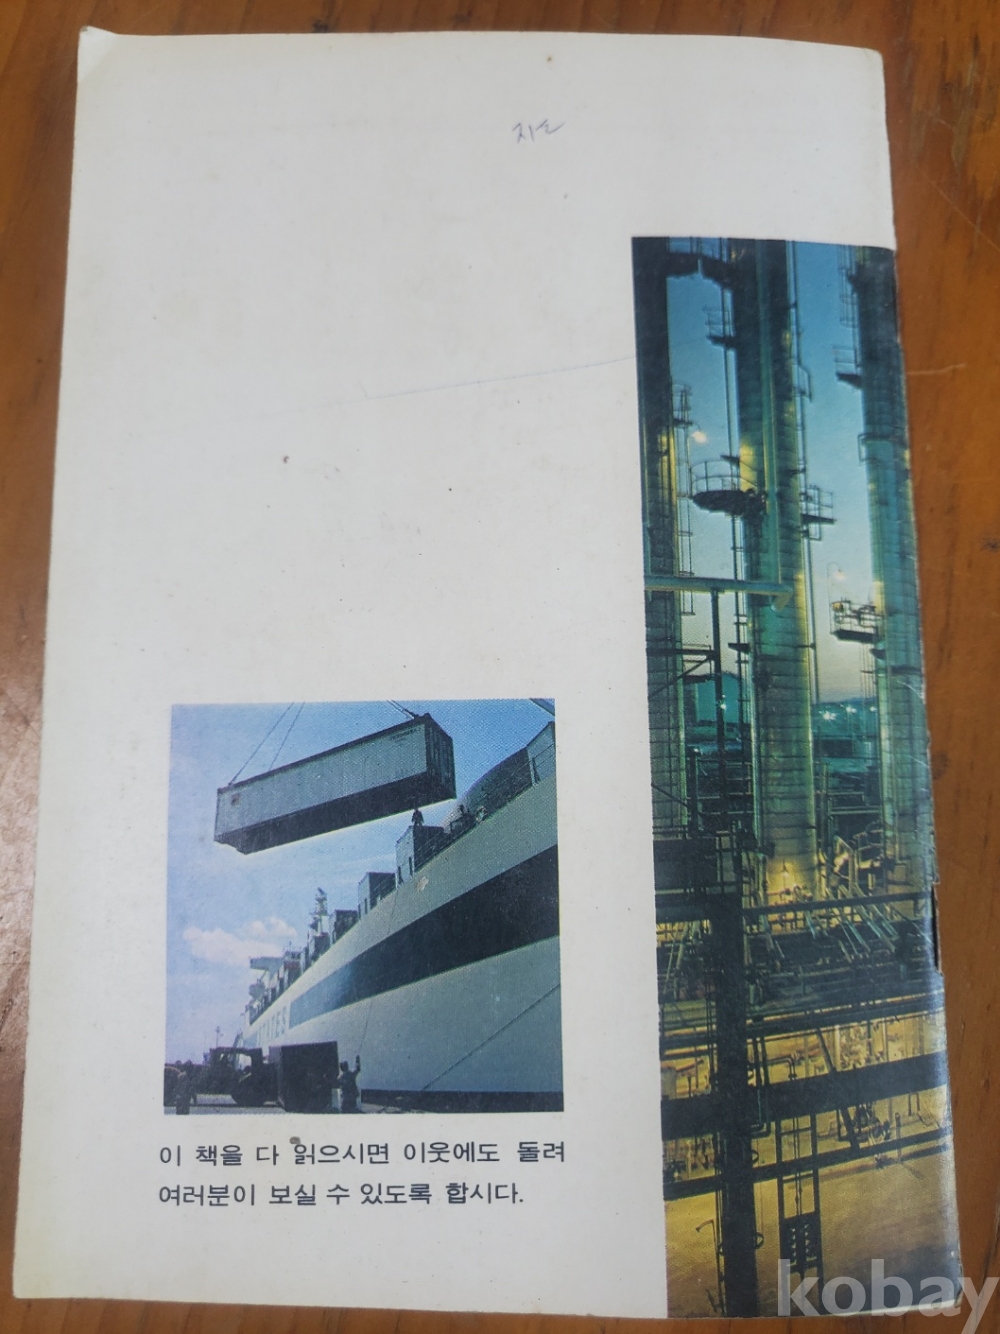 TATES
이 책을 다 읽으시면 이웃에도 돌려
여러분이 보실 수 있도록 합시다.
kobay